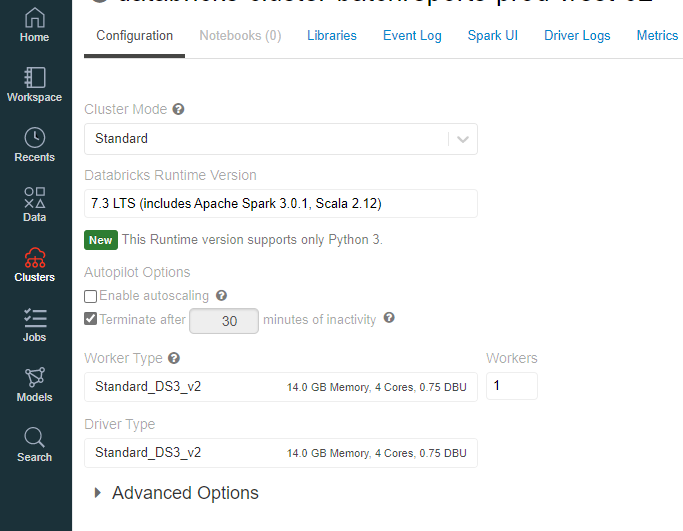 Home
Workspace
Recents
Data
Clusters
Jobs
Models
Search
Configuration Notebooks (0) Libraries Event Log Spark UI Driver Logs Metrics
Cluster Mode
Standard
Databricks Runtime Version
7.3 LTS (includes Apache Spark 3.0.1, Scala 2.12)
New This Runtime version supports only Python 3.
Autopilot Options
Enable autoscaling
Terminate after 30 minutes of inactivity
Worker Type Workers
Standard_DS3_v2 14.0 GB Memory, 4 Cores, 0.75 DBU 1
Driver Type
Standard_DS3_v2 14.0 GB Memory, 4 Cores, 0.75 DBU
Advanced Options